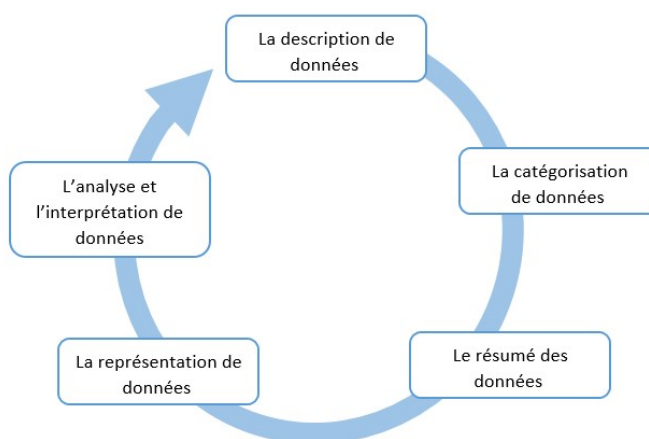 La description de
données
La catégorisation
de données
Le résumé des
données
La représentation de
données
L’analyse et
l’interprétation de
données